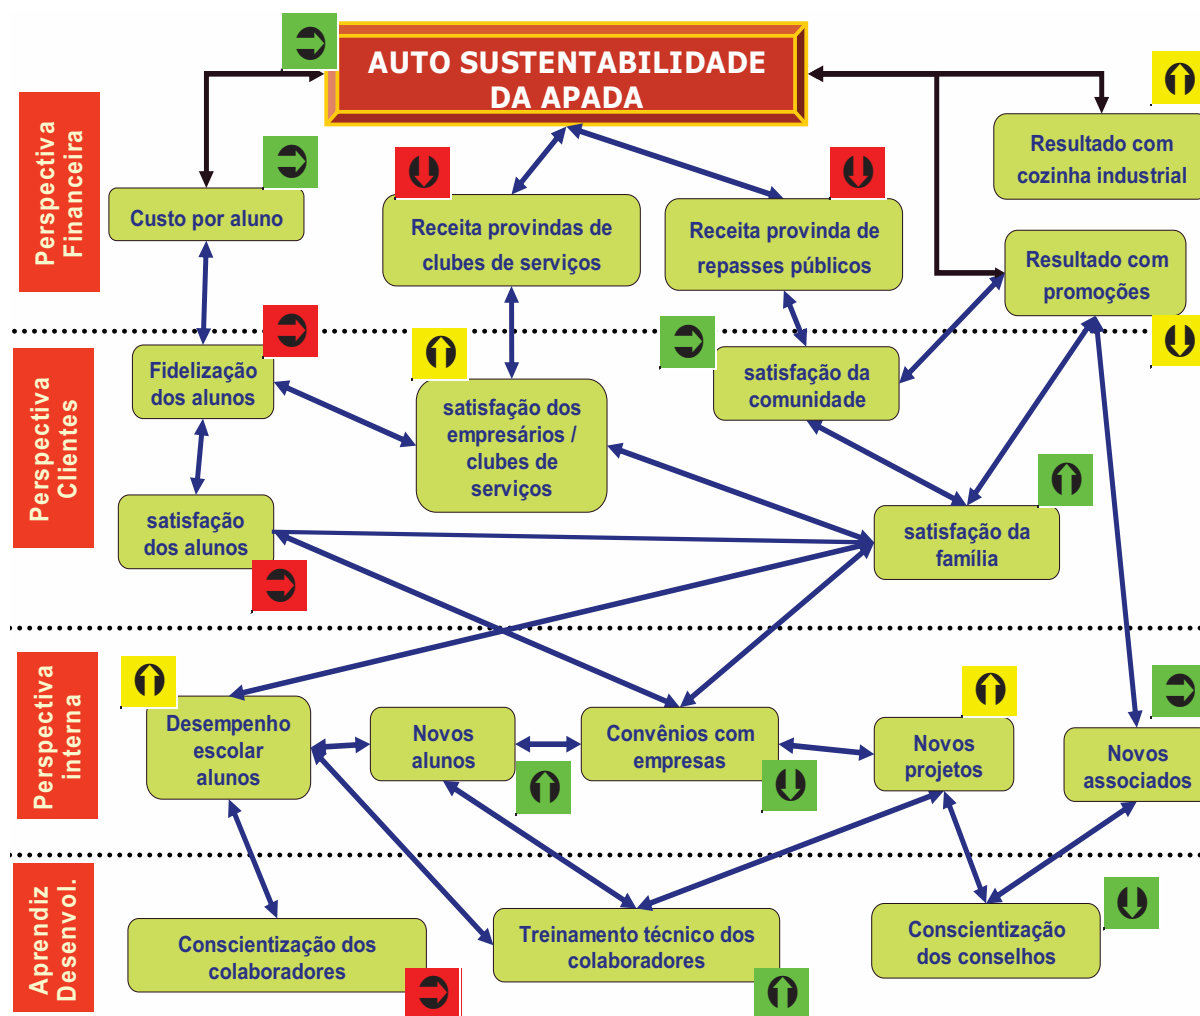 AUTO SUSTENTABILIDADE
DA APADA
Perspectiva
Financeira
Resultado com
cozinha industrial
Custo por aluno
Receita provindas de
clubes de serviços
Receita provinda de
repasses públicos
Resultado com
promoções
Perspectiva
Clientes
Fidelização
dos alunos
satisfação dos
empresários /
clubes de
serviços
satisfação da
comunidade
satisfação
dos alunos
satisfação da
família
Perspectiva
interna
Desempenho
escolar
alunos
Novos
alunos
Convênios com
empresas
Novos
projetos
Novos
associados
Aprendiz
Desenvol.
Conscientização dos
colaboradores
Treinamento técnico dos
colaboradores
Conscientização
dos conselhos